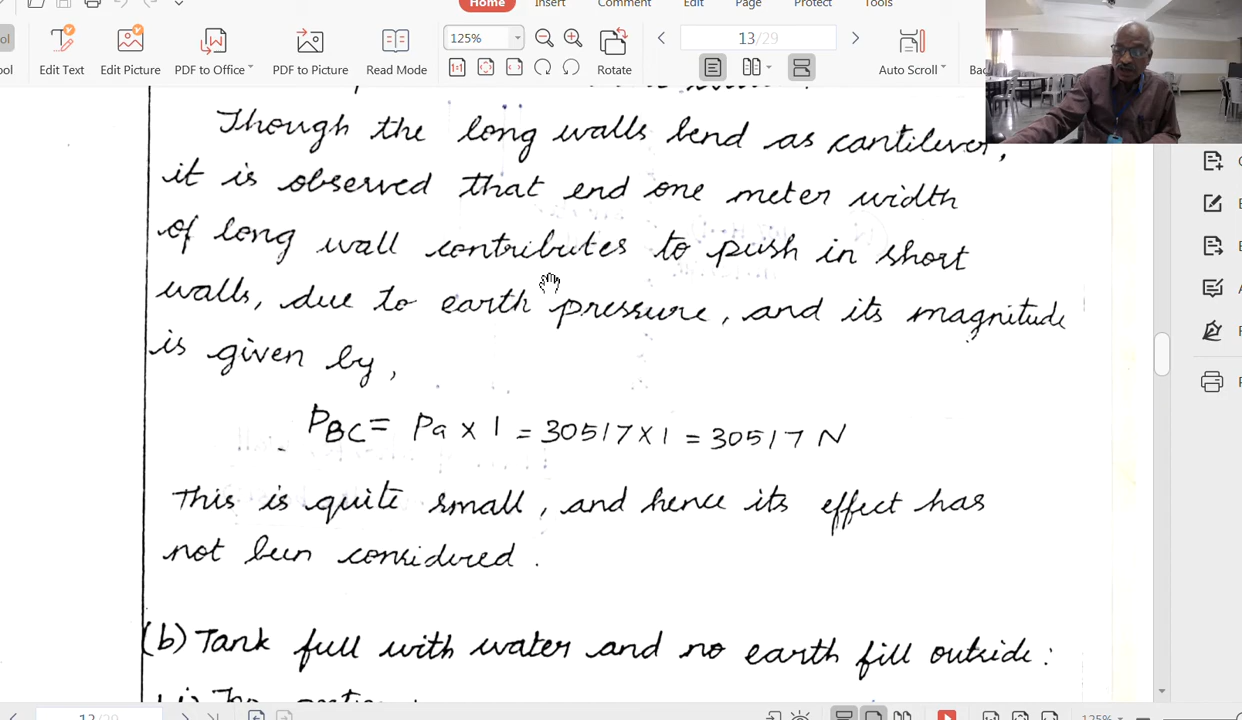 Home Insert Comment Edit Page Protect Tools
125% 13/29
Edit Text Edit Picture PDF to Office PDF to Picture Read Mode Rotate Auto Scroll
Though the long walls bend as cantilever,
it is observed that end one meter width
of long wall contributes to push in short
walls, due to earth pressure, and its magnitude
is given by,
PBC = Pa × 1 = 30517 × 1 = 30517 N
This is quite small, and hence its effect has
not been considered.
(b) Tank full with water and no earth fill outside:
125%